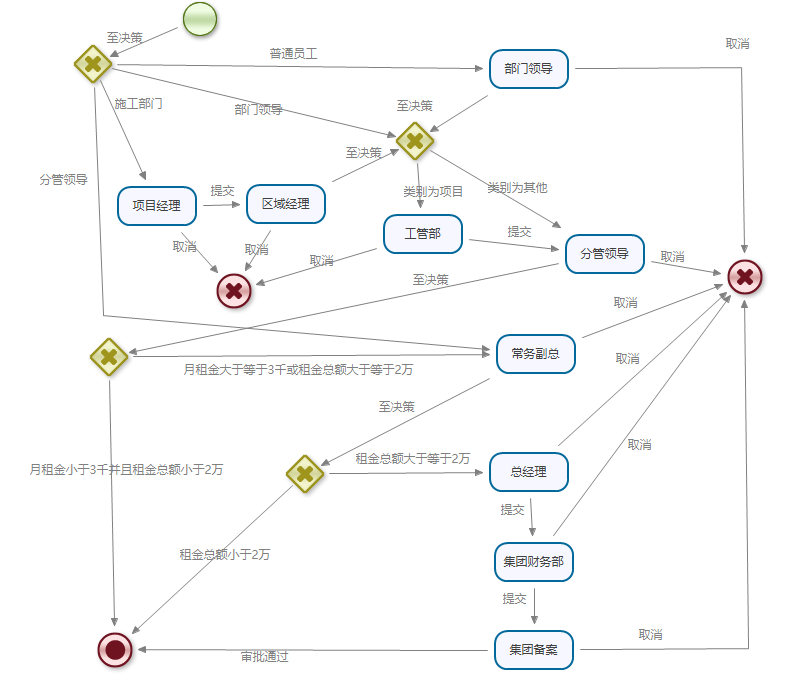 至决策
普通员工
取消
部门领导
施工部门
部门领导
至决策
至决策
分管领导
提交
类别为项目
类别为其他
项目经理
区域经理
工管部
提交
取消
取消
取消
分管领导
取消
至决策
取消
常务副总
月租金大于等于3千或租金总额大于等于2万
取消
至决策
取消
月租金小于3千并且租金总额小于2万
租金总额大于等于2万
总经理
提交
租金总额小于2万
集团财务部
提交
取消
审批通过
集团备案